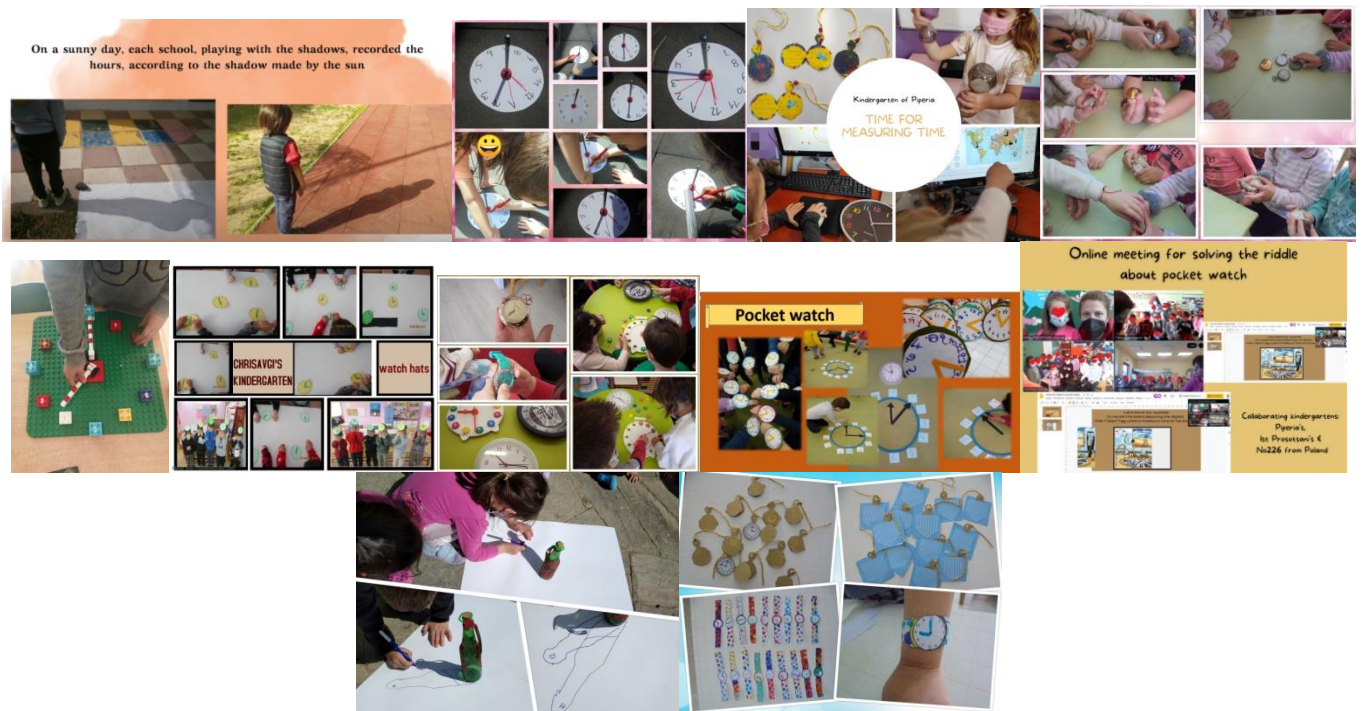 On a sunny day, each school, playing with the shadows, recorded the
hours, according to the shadow made by the sun
Kindergarten of Piperia
TIME FOR
MEASURING TIME
CHRISAVGI'S
KINDERGARTEN
watch hats
Pocket watch
Online meeting for solving the riddle
about pocket watch
Collaborating kindergartens:
Piperia's,
1st Prosotsani's &
No226 from Poland